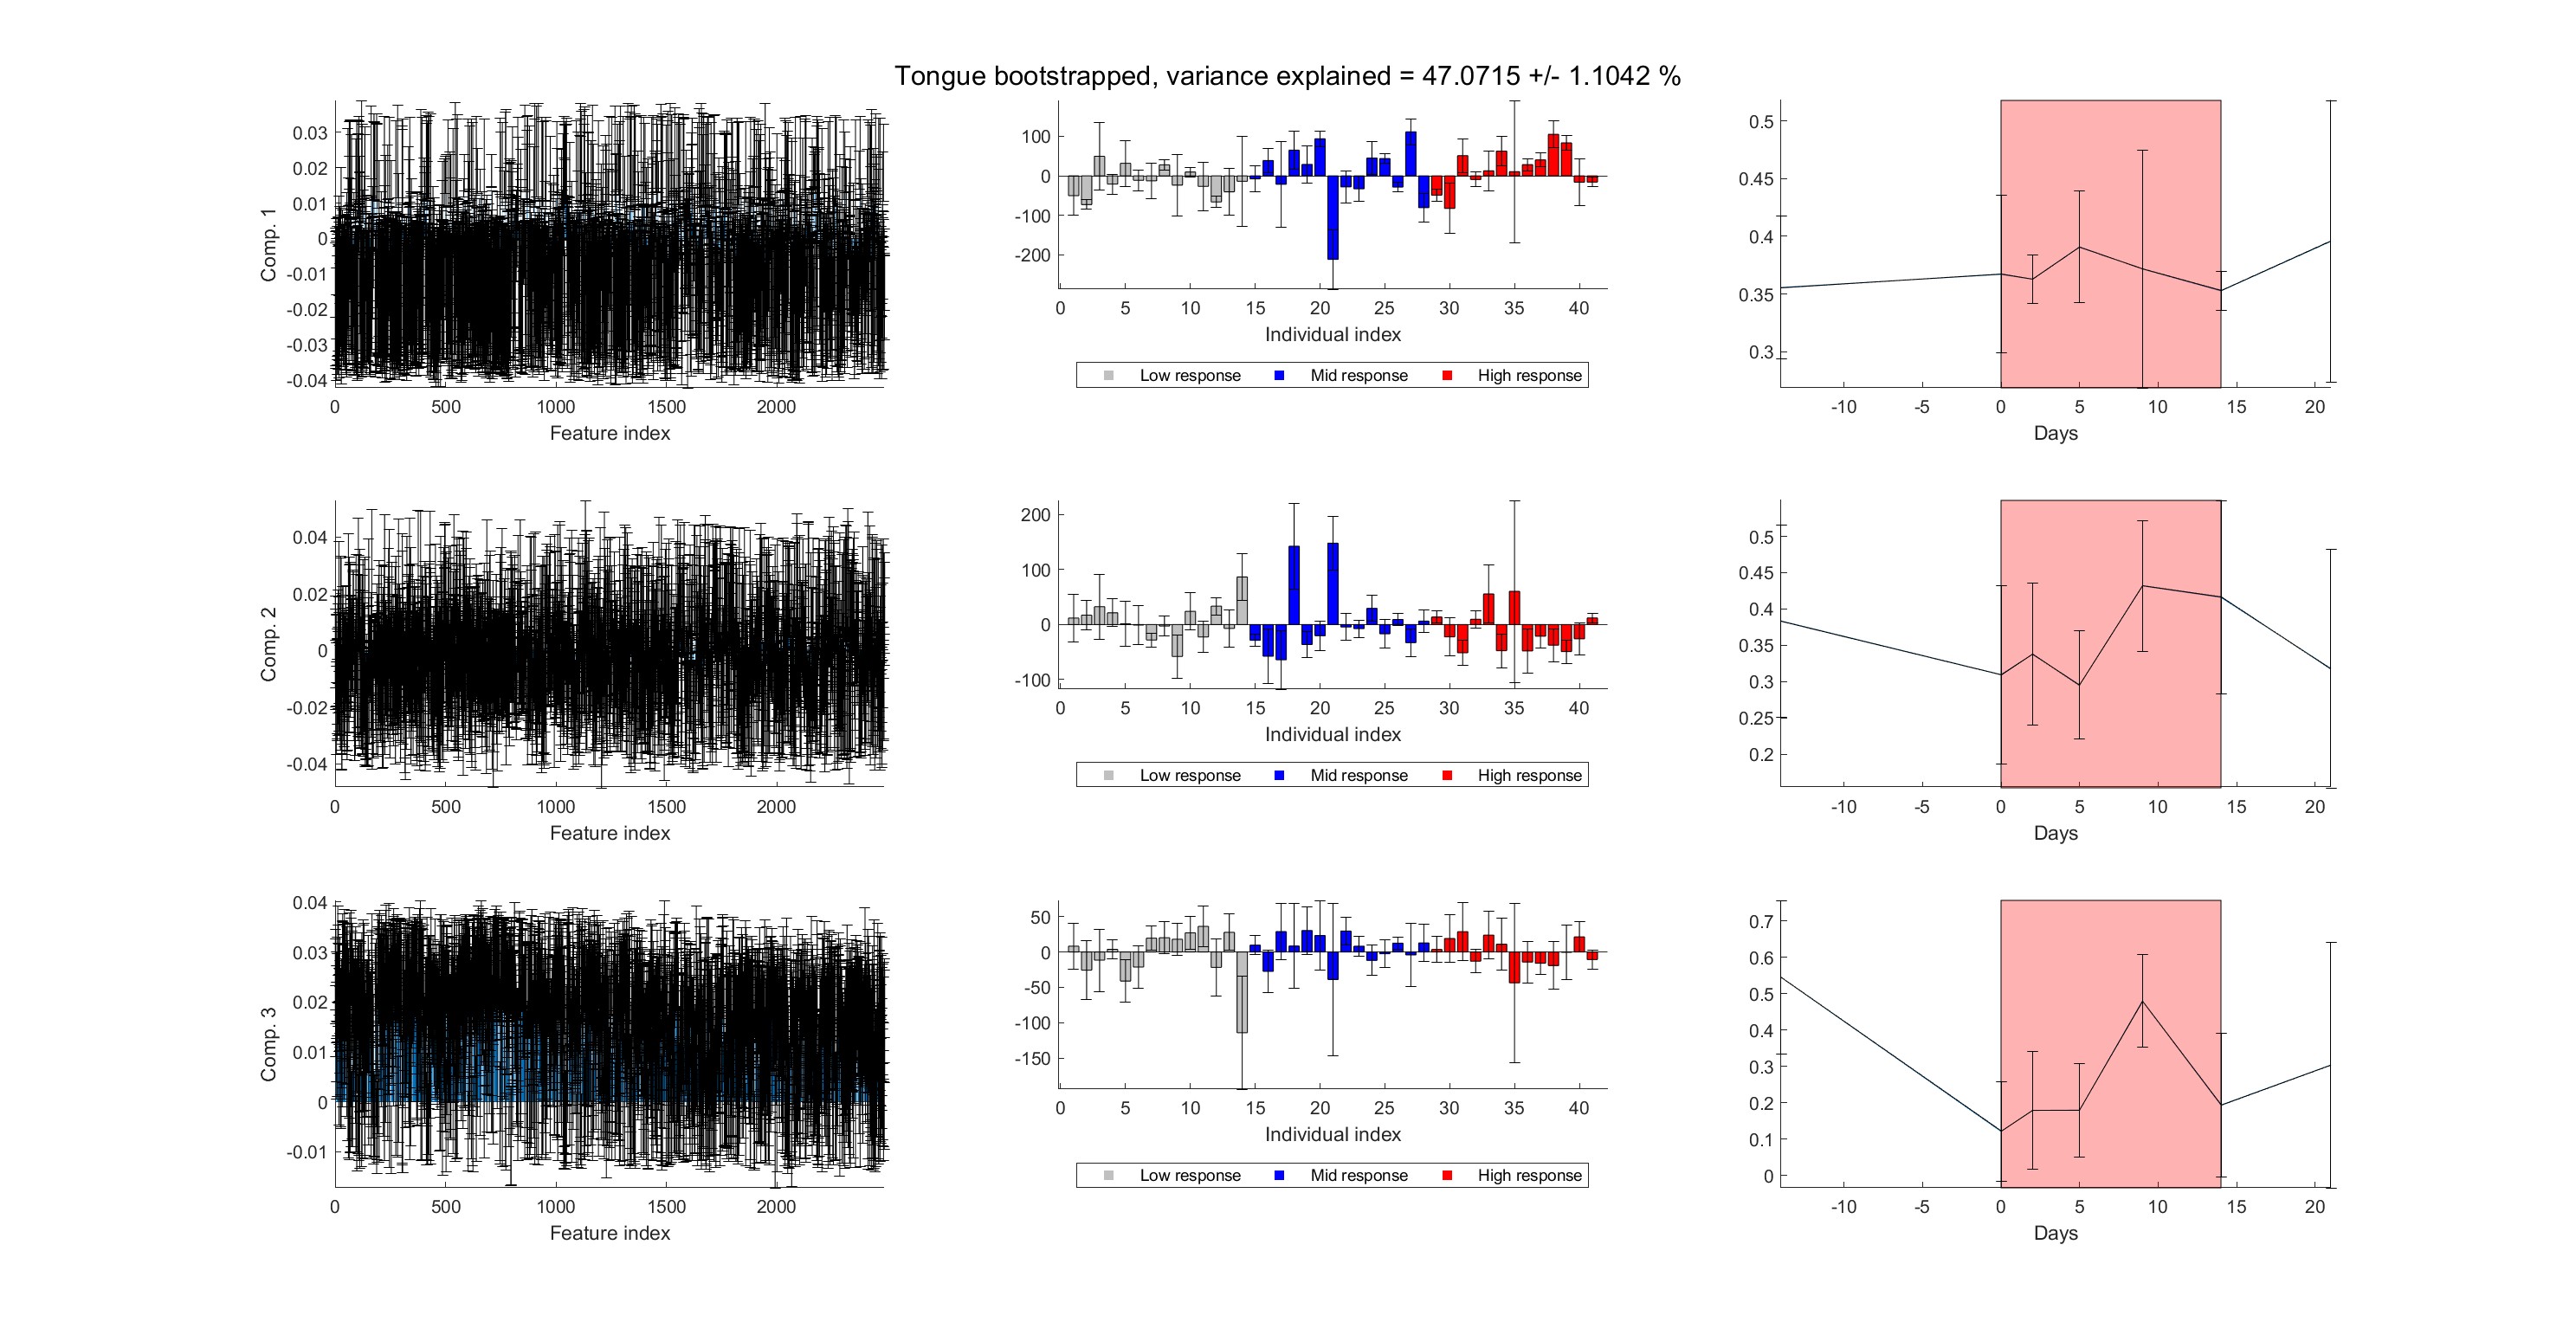 Tongue bootstrapped, variance explained = 47.0715 +/- 1.1042 %
Comp. 1
0.03
0.02
0.01
0
-0.01
-0.02
-0.03
-0.04
0 500 1000 1500 2000
Feature index
100
0
-100
-200
0 5 10 15 20 25 30 35 40
Individual index
Low response Mid response High response
0.5
0.45
0.4
0.35
0.3
-10 -5 0 5 10 15 20
Days
Comp. 2
0.04
0.02
0
-0.02
-0.04
0 500 1000 1500 2000
Feature index
200
100
0
-100
0 5 10 15 20 25 30 35 40
Individual index
Low response Mid response High response
0.5
0.45
0.4
0.35
0.3
0.25
0.2
-10 -5 0 5 10 15 20
Days
Comp. 3
0.04
0.03
0.02
0.01
0
-0.01
0 500 1000 1500 2000
Feature index
50
0
-50
-100
-150
0 5 10 15 20 25 30 35 40
Individual index
Low response Mid response High response
0.7
0.6
0.5
0.4
0.3
0.2
0.1
0
-10 -5 0 5 10 15 20
Days